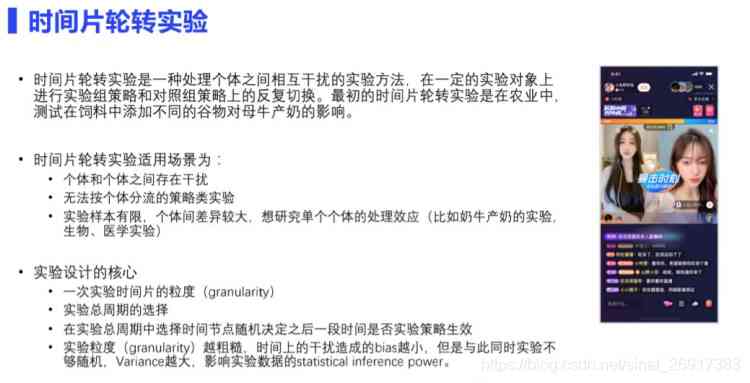 时间片轮转实验
• 时间片轮转实验是一种处理个体之间相互干扰的实验方法，在一定的实验对象上
进行实验组策略和对照组策略上的反复切换。最初的时间片轮转实验是在农业中，
测试在饲料中添加不同的谷物对母牛产奶的影响。
• 时间片轮转实验适用场景为：
• 个体和个体之间存在干扰
• 无法按个体分流的策略类实验
• 实验样本有限，个体间差异较大，想研究单个个体的处理效应（比如奶牛产奶的实验，
生物、医学实验）
• 实验设计的核心
• 一次实验时间片的粒度（granularity）
• 实验总周期的选择
• 在实验总周期中选择时间节点随机决定之后一段时间是否实验策略生效
• 实验粒度（granularity）越粗糙，时间上的干扰造成的bias越小，但是与此同时实验不
够随机，Variance越大，影响实验数据的statistical inference power。
暴击时刻
https://blog.csdn.net/sinat_26917383